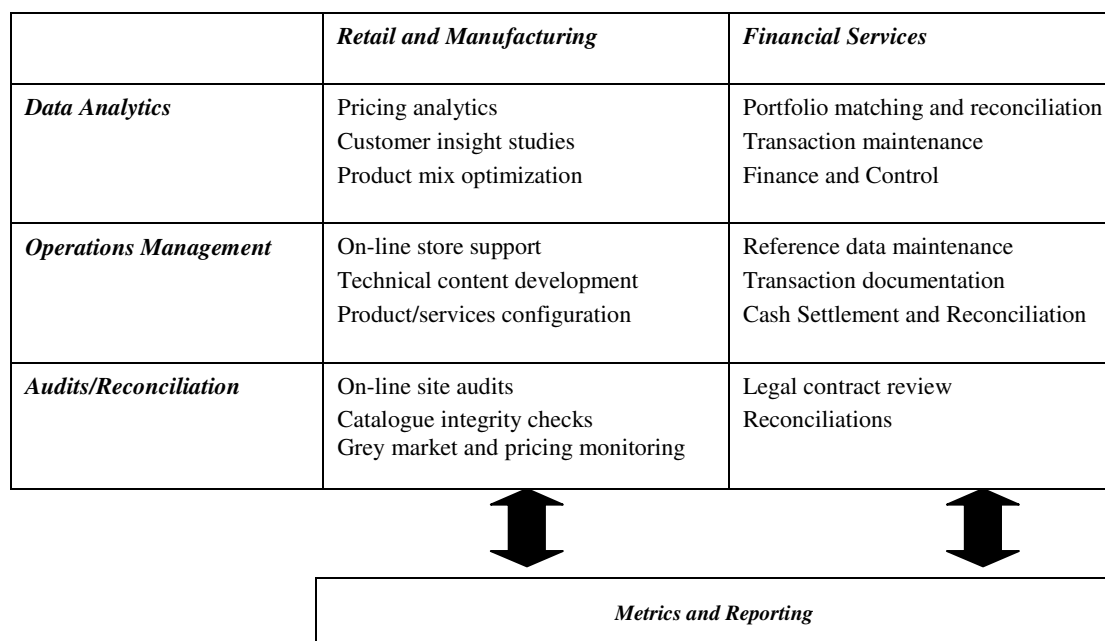 Retail and Manufacturing
Financial Services
Data Analytics
Pricing analytics
Customer insight studies
Product mix optimization
Portfolio matching and reconciliation
Transaction maintenance
Finance and Control
Operations Management
On-line store support
Technical content development
Product/services configuration
Reference data maintenance
Transaction documentation
Cash Settlement and Reconciliation
Audits/Reconciliation
On-line site audits
Catalogue integrity checks
Grey market and pricing monitoring
Legal contract review
Reconciliations
Metrics and Reporting